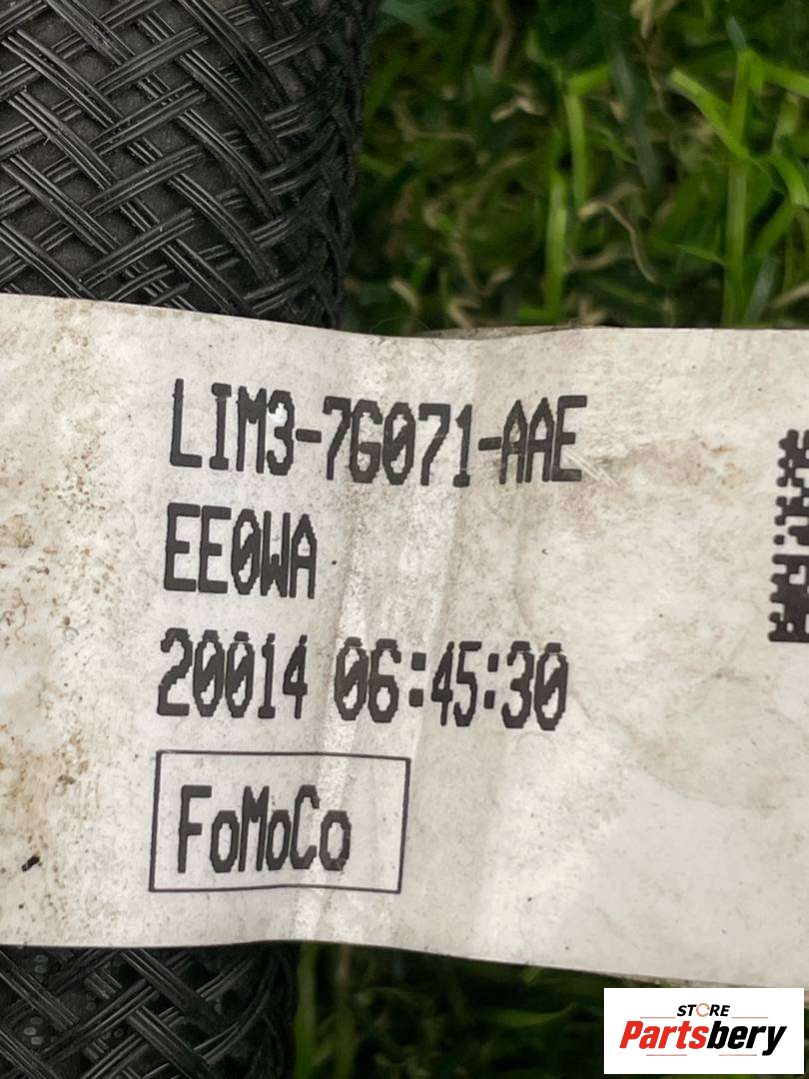 LIM3-7G071-AAE
EE0WA
20014 06:45:30
FoMoCo
STORE
Partsbery